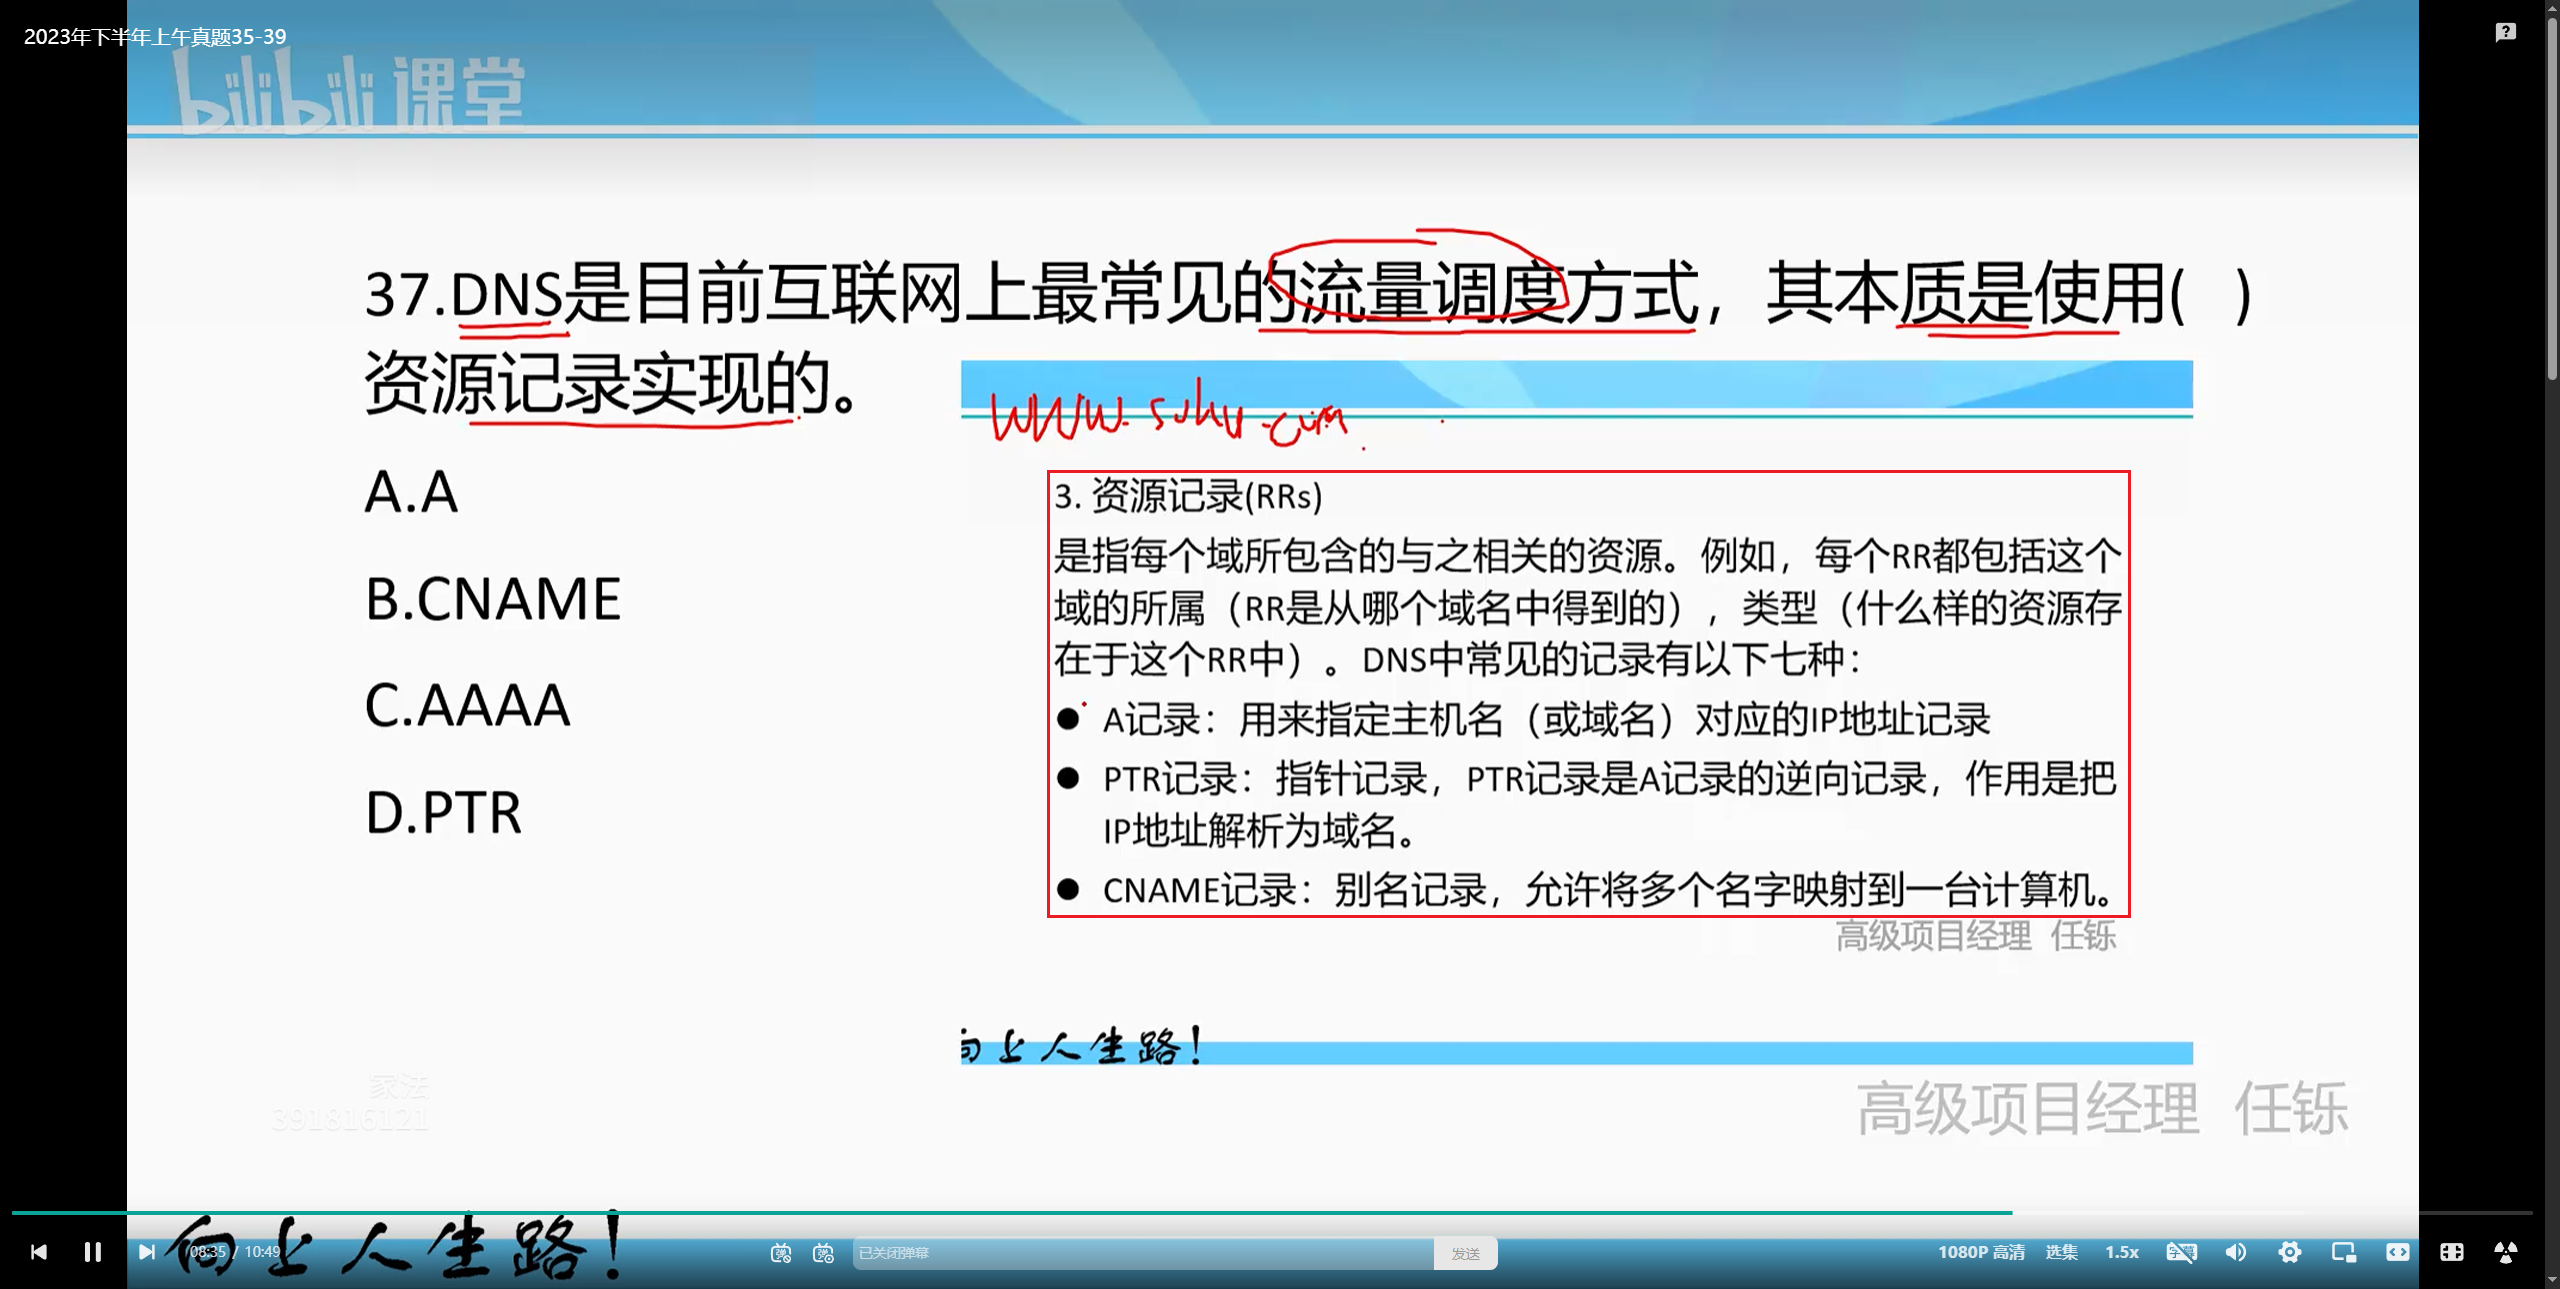 2023年下半年上午真题35-39
bilibili 课堂
37.DNS是目前互联网上最常见的流量调度方式，其本质是使用( )
资源记录实现的。
www.sohu.com
A.A
B.CNAME
C.AAAA
D.PTR
3. 资源记录(RRs)
是指每个域所包含的与之相关的资源。例如，每个RR都包括这个
域的所属（RR是从哪个域名中得到的），类型（什么样的资源存
在于这个RR中）。DNS中常见的记录有以下七种：
● A记录：用来指定主机名（或域名）对应的IP地址记录
● PTR记录：指针记录，PTR记录是A记录的逆向记录，作用是把
IP地址解析为域名。
● CNAME记录：别名记录，允许将多个名字映射到一台计算机。
高级项目经理 任铄
向上人生路！
家法
391816121
高级项目经理 任铄
向上人生路！
08:35 / 10:49
已关闭弹幕
发送
1080P 高清
选集
1.5x